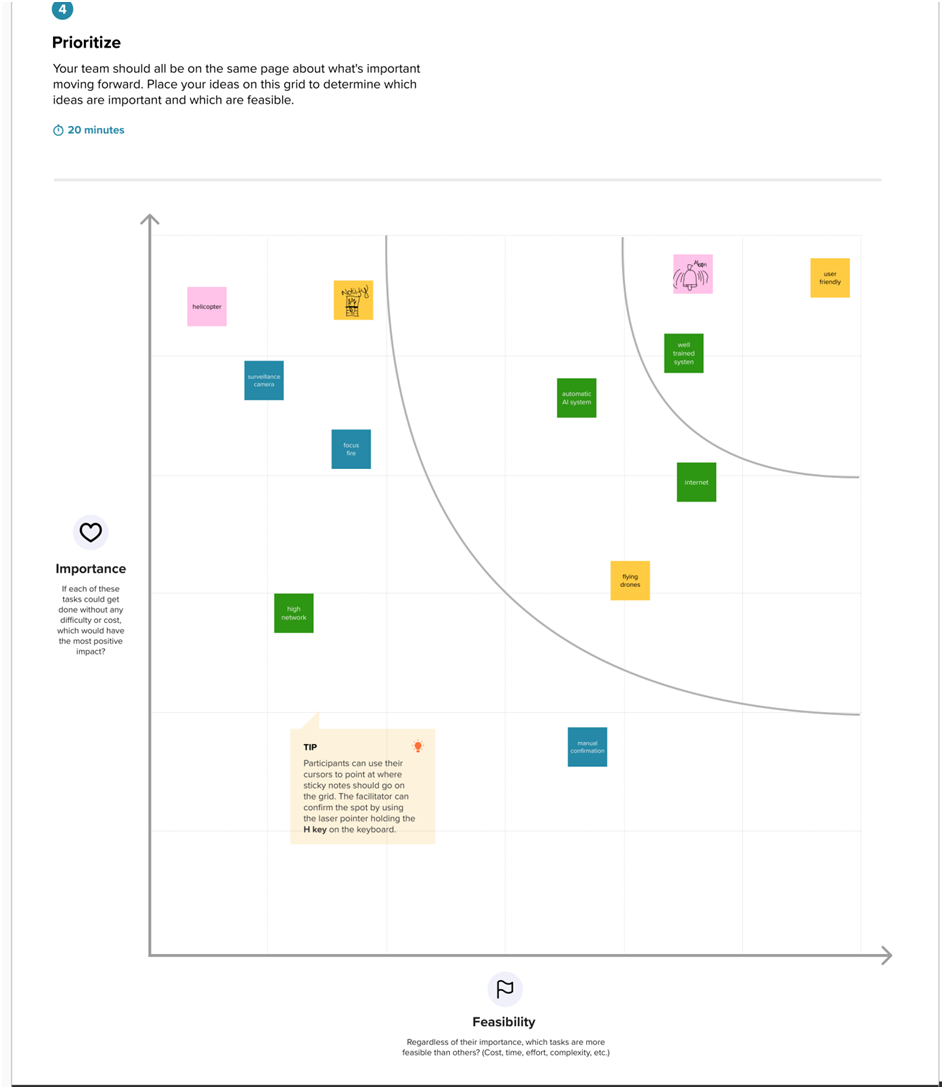 4
Prioritize
Your team should all be on the same page about what's important
moving forward. Place your ideas on this grid to determine which
ideas are important and which are feasible.
20 minutes
Alarm
user
friendly
helicopter
Notify
well
trained
systen
surveillance
camera
automatic
AI system
focus
fire
internet
Importance
If each of these
tasks could get
done without any
difficulty or cost,
which would have
the most positive
impact?
flying
drones
high
network
TIP
Participants can use their
cursors to point at where
sticky notes should go on
the grid. The facilitator can
confirm the spot by using
the laser pointer holding the
H key on the keyboard.
manual
confirmation
Feasibility
Regardless of their importance, which tasks are more
feasible than others? (Cost, time, effort, complexity, etc.)